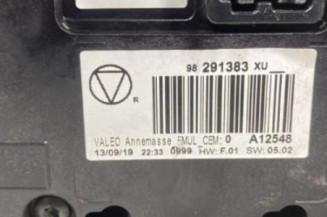 98 291383 XU
R
VALEO Annemasse FMUL_CBM: 0 A12548
13/09/19 22:33 0999 HW: F.01 SW: 05.02